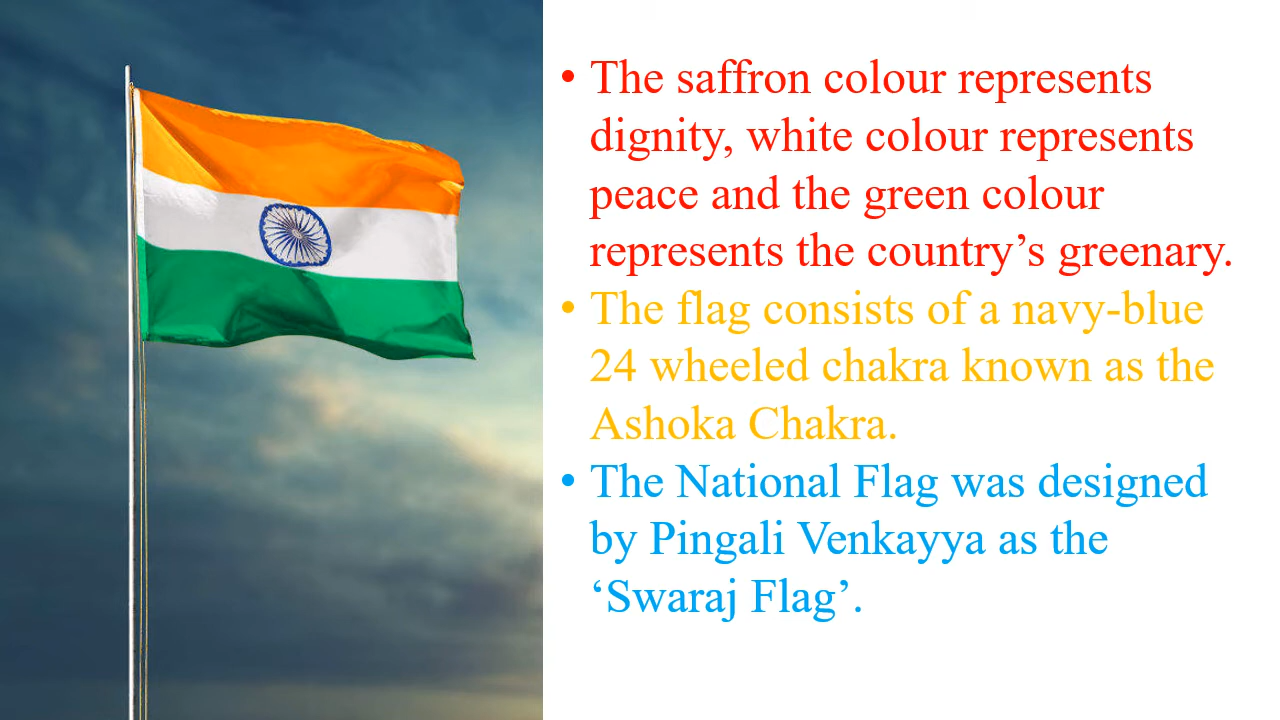 • The saffron colour represents
dignity, white colour represents
peace and the green colour
represents the country’s greenary.
• The flag consists of a navy-blue
24 wheeled chakra known as the
Ashoka Chakra.
• The National Flag was designed
by Pingali Venkayya as the
‘Swaraj Flag’.